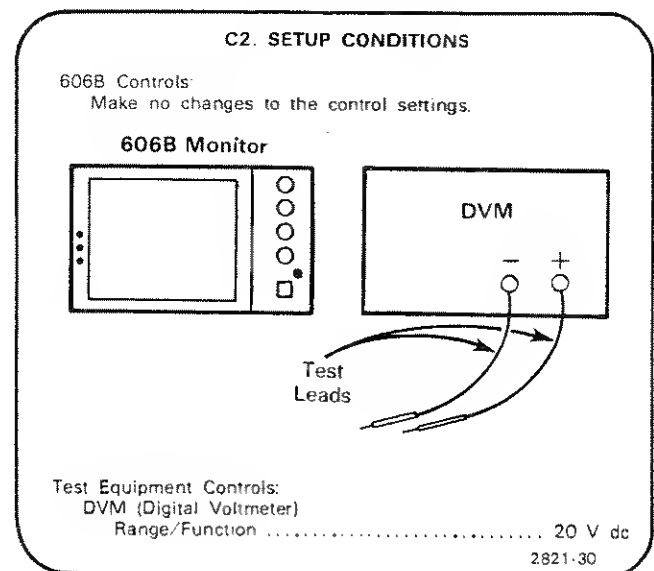 C2. SETUP CONDITIONS
606B Controls:
Make no changes to the control settings.
606B Monitor
DVM
− +
Test
Leads
Test Equipment Controls:
DVM (Digital Voltmeter)
Range/Function .............................. 20 V dc
2821-30